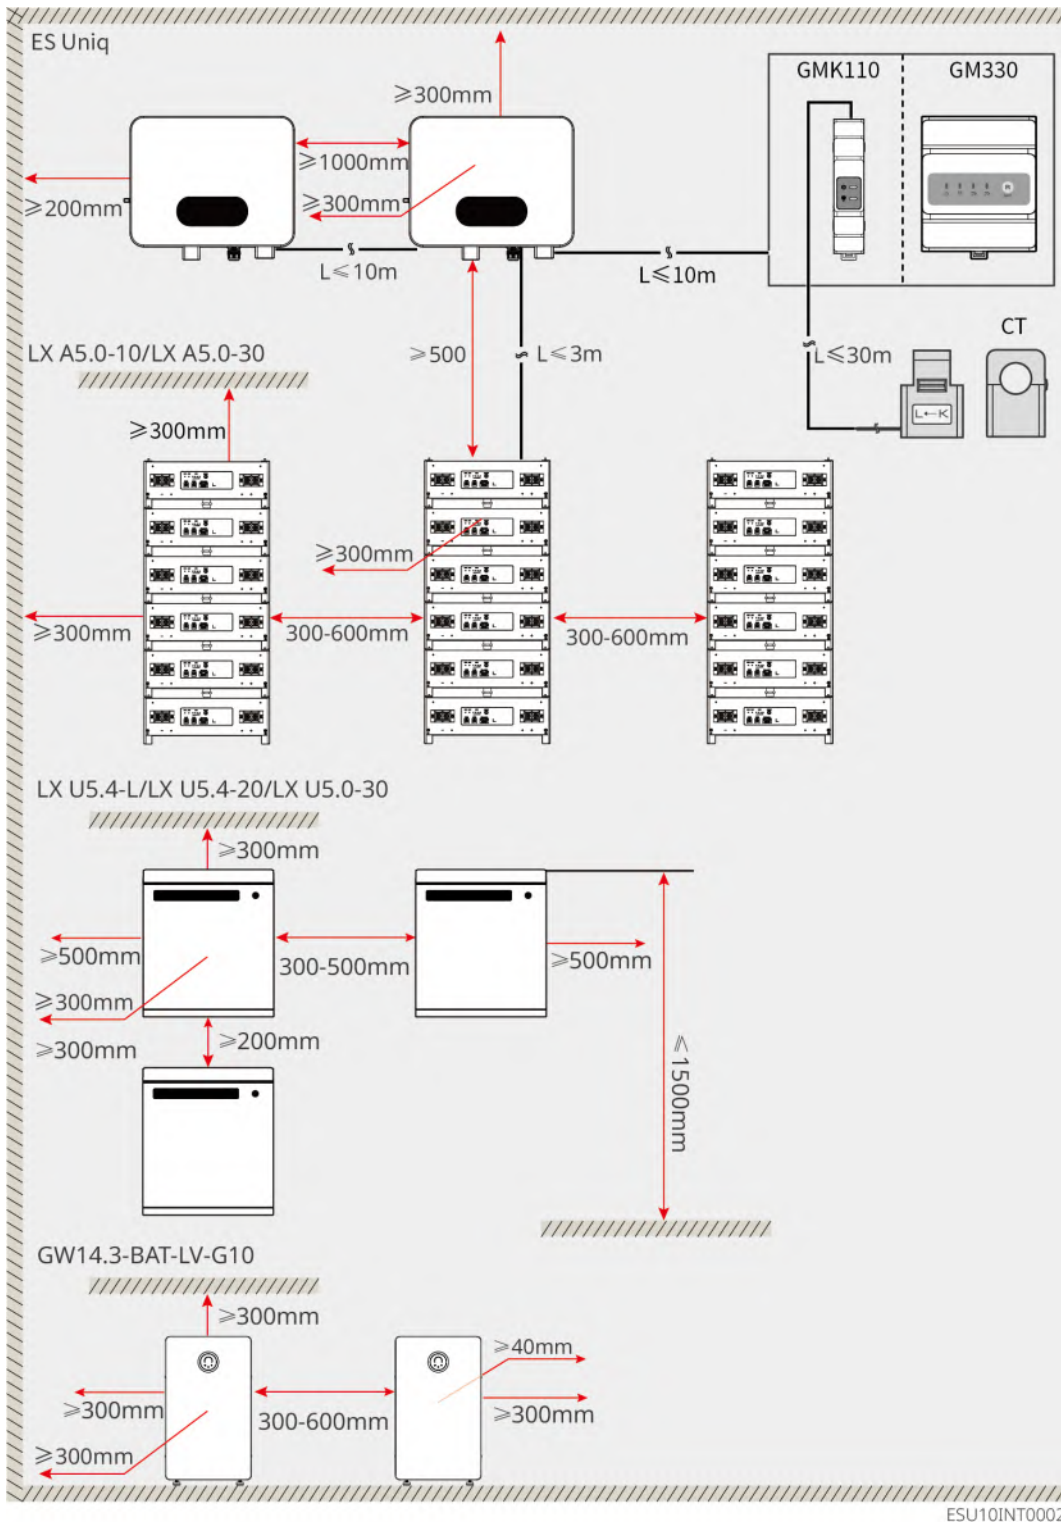 ES Uniq
GMK110
GM330
≥300mm
≥1000mm
≥200mm
≥300mm
L≤10m
L≤10m
LX A5.0-10/LX A5.0-30
≥500
L≤3m
L≤30m
CT
L←K
≥300mm
≥300mm
≥300mm
300-600mm
300-600mm
LX U5.4-L/LX U5.4-20/LX U5.0-30
≥300mm
≥500mm
300-500mm
≥500mm
≥300mm
≥300mm
≥200mm
≤1500mm
GW14.3-BAT-LV-G10
≥300mm
≥40mm
≥300mm
300-600mm
≥300mm
≥300mm
ESU10INT0002